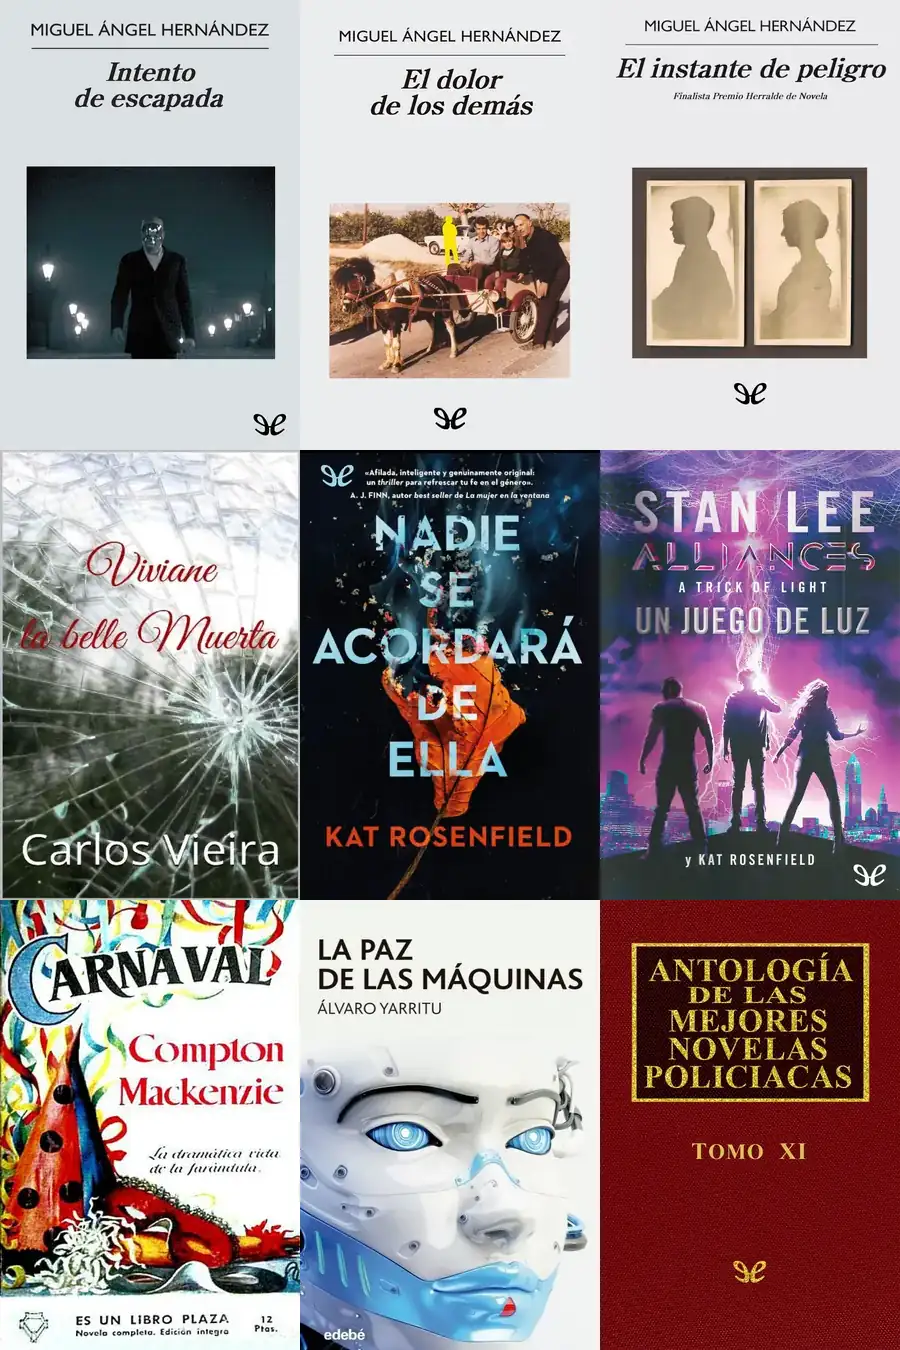 MIGUEL ÁNGEL HERNÁNDEZ
Intento
de escapada
MIGUEL ÁNGEL HERNÁNDEZ
El dolor
de los demás
MIGUEL ÁNGEL HERNÁNDEZ
El instante de peligro
Finalista Premio Herralde de Novela
Viviane
la belle Muerta
Carlos Vieira
«Afilada, inteligente y genuinamente original:
un thriller para refrescar tu fe en el género».
A. J. FINN, autor best seller de La mujer en la ventana
NADIE
SE
ACORDARÁ
DE
ELLA
KAT ROSENFIELD
STAN LEE
ALLIANCES
A TRICK OF LIGHT
UN JUEGO DE LUZ
y KAT ROSENFIELD
CARNAVAL
Compton
Mackenzie
La dramática vida
de la farándula.
ES UN LIBRO PLAZA
Novela completa. Edición íntegra
12
Ptas.
LA PAZ
DE LAS MÁQUINAS
ÁLVARO YARRITU
edebé
ANTOLOGÍA
DE LAS
MEJORES
NOVELAS
POLICIACAS
TOMO XI